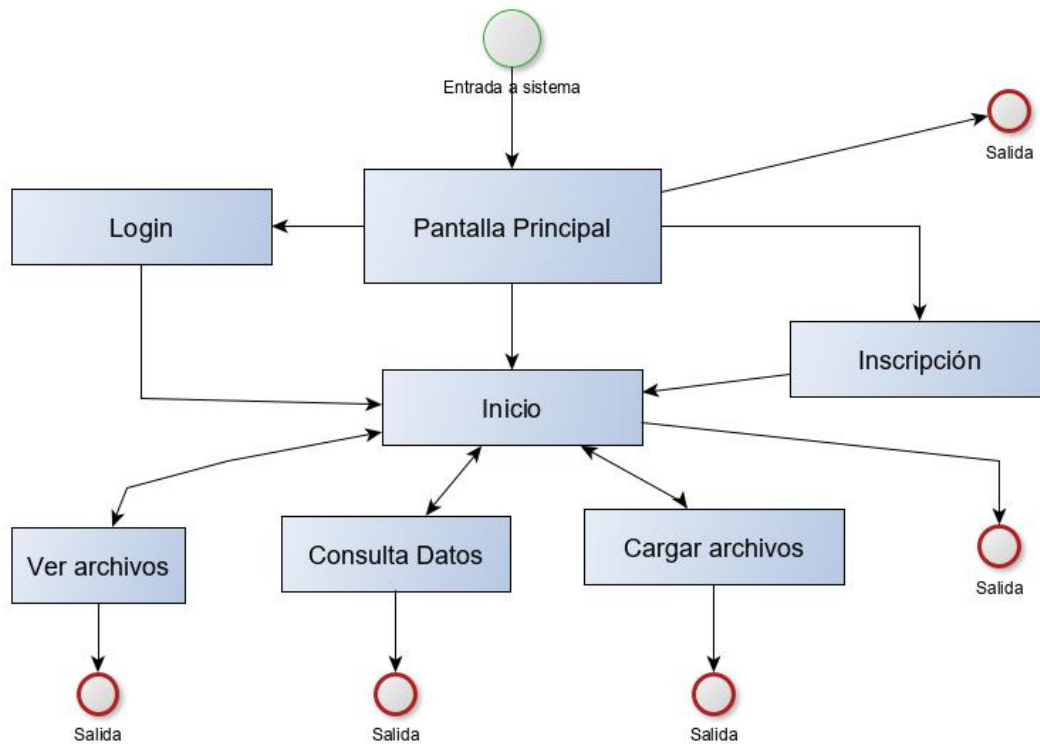 Entrada a sistema
Salida
Login
Pantalla Principal
Inscripción
Inicio
Ver archivos
Consulta Datos
Cargar archivos
Salida
Salida
Salida
Salida